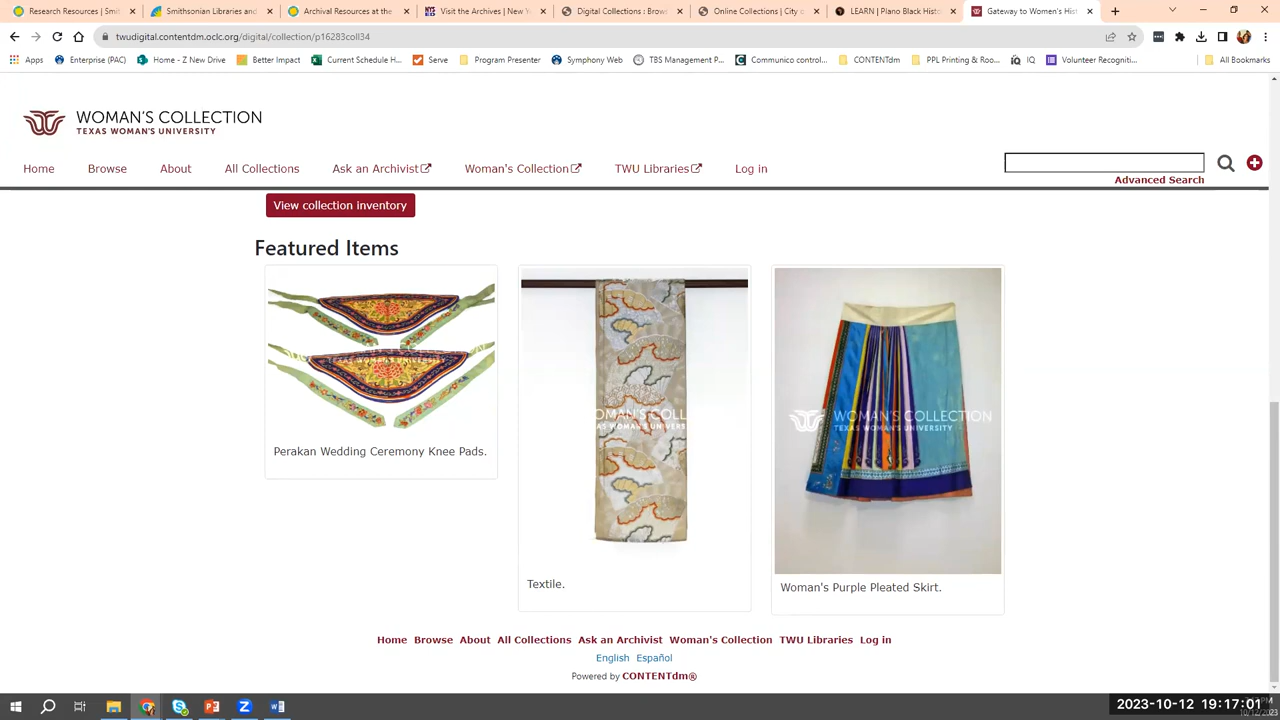 Research Resources | Smit
Smithsonian Libraries and
Archival Resources at the
Visit the Archives | New Y
Digital Collections : Brows
Online Collections | City o
LEARN | Plano Black Histo
Gateway to Women's Hist
twudigital.contentdm.oclc.org/digital/collection/p16283coll34
Apps Enterprise (PAC) Home - Z New Drive Better Impact Current Schedule H... Serve Program Presenter Symphony Web TBS Management P... Communico control... CONTENTdm PPL Printing & Roo... IQ Volunteer Recogniti... All Bookmarks
WOMAN'S COLLECTION
TEXAS WOMAN'S UNIVERSITY
Home Browse About All Collections Ask an Archivist Woman's Collection TWU Libraries Log in
Advanced Search
View collection inventory
Featured Items
Perakan Wedding Ceremony Knee Pads.
Textile.
WOMAN'S COLLECTION
TEXAS WOMAN'S UNIVERSITY
Woman's Purple Pleated Skirt.
Home Browse About All Collections Ask an Archivist Woman's Collection TWU Libraries Log in
English Español
Powered by CONTENTdm®
2023-10-12 19:17:01